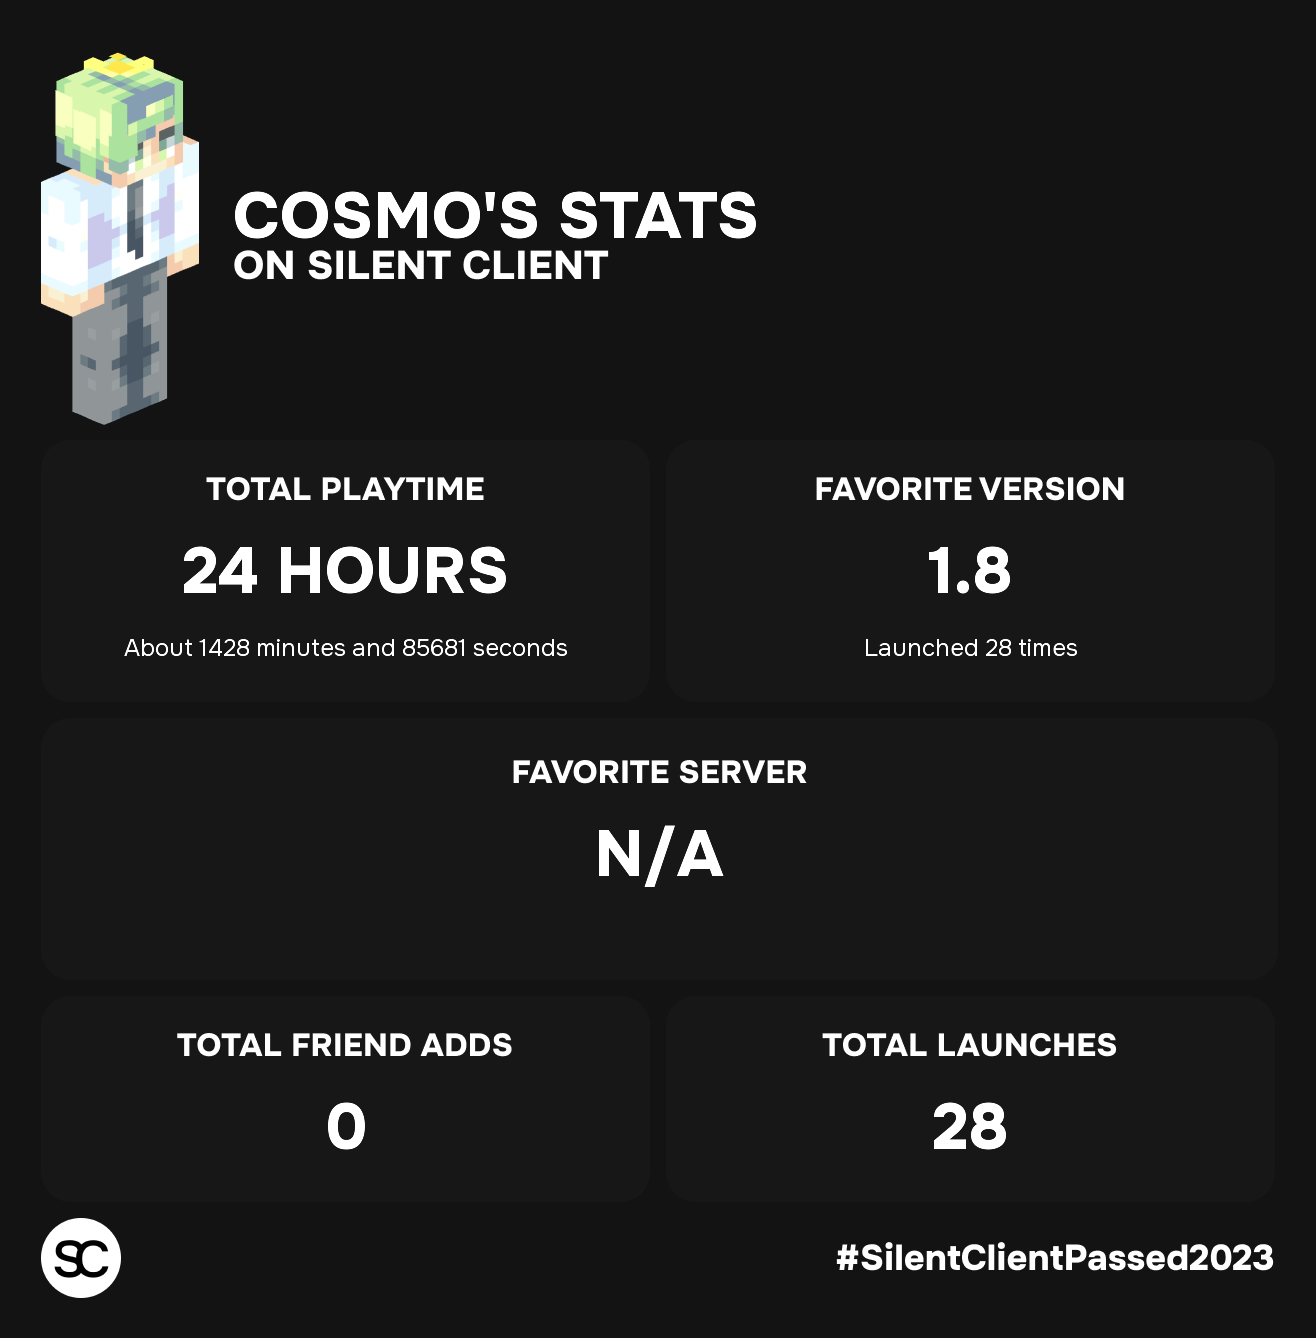 COSMO'S STATS
ON SILENT CLIENT
TOTAL PLAYTIME
24 HOURS
About 1428 minutes and 85681 seconds
FAVORITE VERSION
1.8
Launched 28 times
FAVORITE SERVER
N/A
TOTAL FRIEND ADDS
0
TOTAL LAUNCHES
28
SC
#SilentClientPassed2023